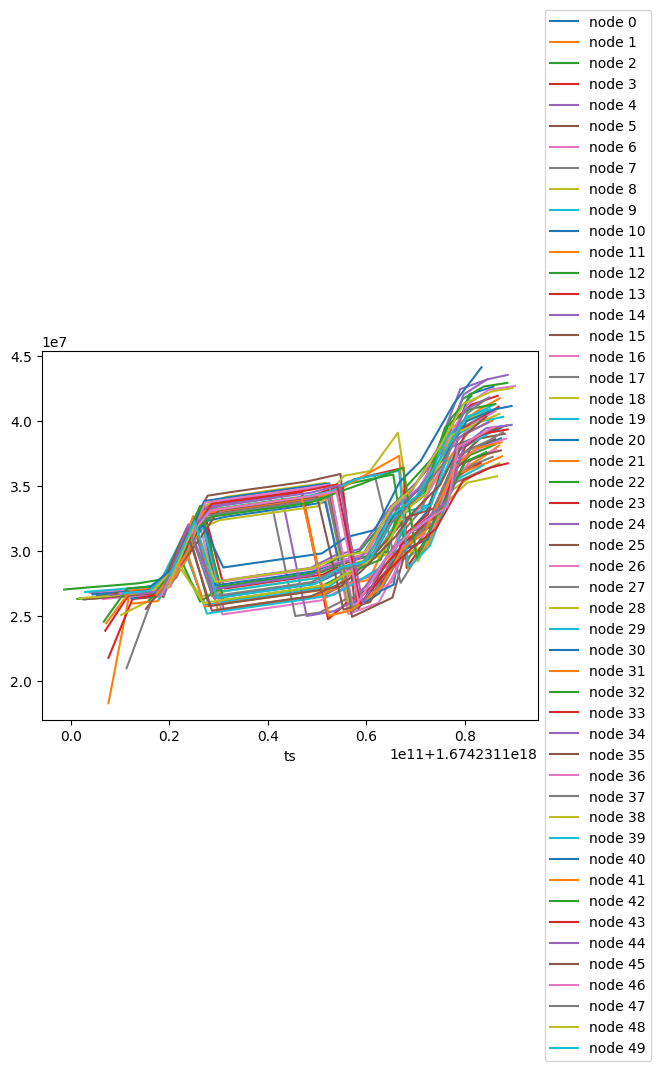 1e7
4.5
4.0
3.5
3.0
2.5
2.0
0.0 0.2 0.4 0.6 0.8
ts
1e11+1.6742311e18
node 0
node 1
node 2
node 3
node 4
node 5
node 6
node 7
node 8
node 9
node 10
node 11
node 12
node 13
node 14
node 15
node 16
node 17
node 18
node 19
node 20
node 21
node 22
node 23
node 24
node 25
node 26
node 27
node 28
node 29
node 30
node 31
node 32
node 33
node 34
node 35
node 36
node 37
node 38
node 39
node 40
node 41
node 42
node 43
node 44
node 45
node 46
node 47
node 48
node 49